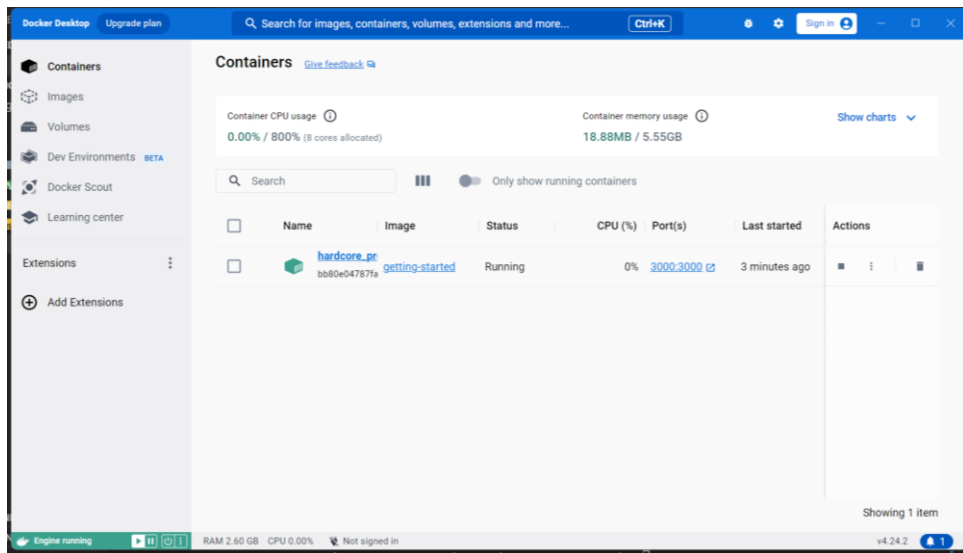 Docker Desktop Upgrade plan Search for images, containers, volumes, extensions and more... Ctrl+K Sign in
Containers
Images
Volumes
Dev Environments BETA
Docker Scout
Learning center
Extensions
Add Extensions
Containers Give feedback
Container CPU usage
0.00% / 800% (8 cores allocated)
Container memory usage
18.88MB / 5.55GB
Show charts
Search
Only show running containers
Name Image Status CPU (%) Port(s) Last started Actions
hardcore_pr getting-started Running 0% 3000:3000 3 minutes ago
bb80e04787fa
Showing 1 item
Engine running RAM 2.60 GB CPU 0.00% Not signed in v4.24.2 1